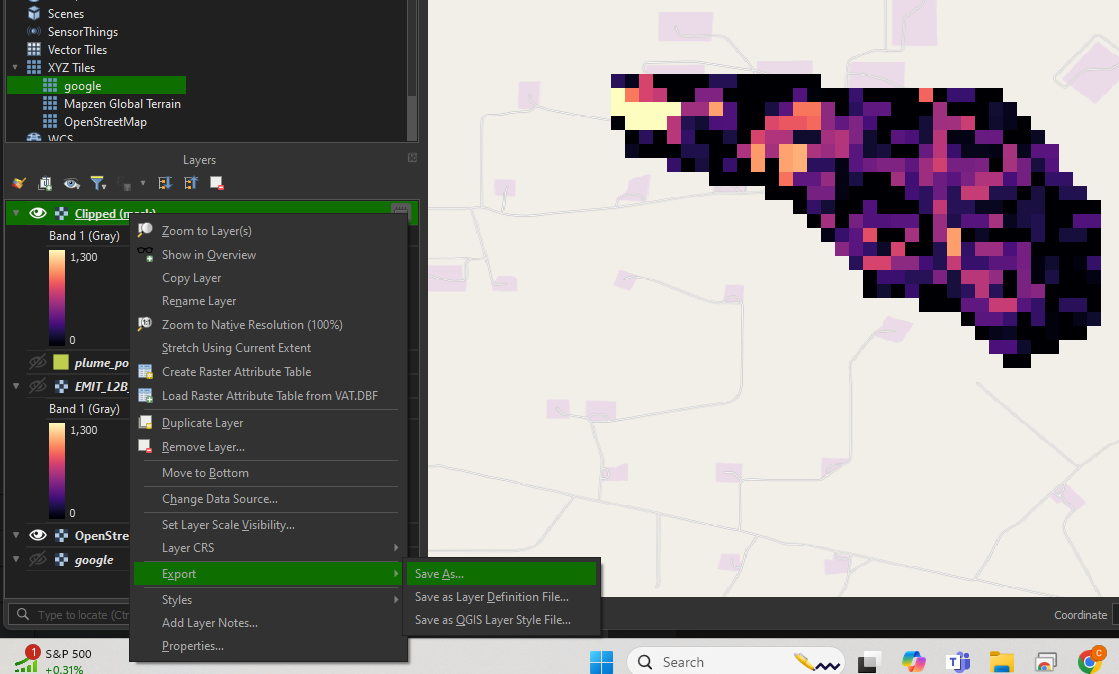 Scenes
SensorThings
Vector Tiles
XYZ Tiles
google
Mapzen Global Terrain
OpenStreetMap
WCS
Layers
Clipped (mask)
Band 1 (Gray)
1,300
0
plume_po
EMIT_L2B_
Band 1 (Gray)
1,300
0
OpenStre
google
Zoom to Layer(s)
Show in Overview
Copy Layer
Rename Layer
Zoom to Native Resolution (100%)
Stretch Using Current Extent
Create Raster Attribute Table
Load Raster Attribute Table from VAT.DBF
Duplicate Layer
Remove Layer...
Move to Bottom
Change Data Source...
Set Layer Scale Visibility...
Layer CRS
Export
Styles
Add Layer Notes...
Properties...
Save As...
Save as Layer Definition File...
Save as QGIS Layer Style File...
Type to locate (Ctr
Coordinate
1
S&P 500
+0.31%
Search
C